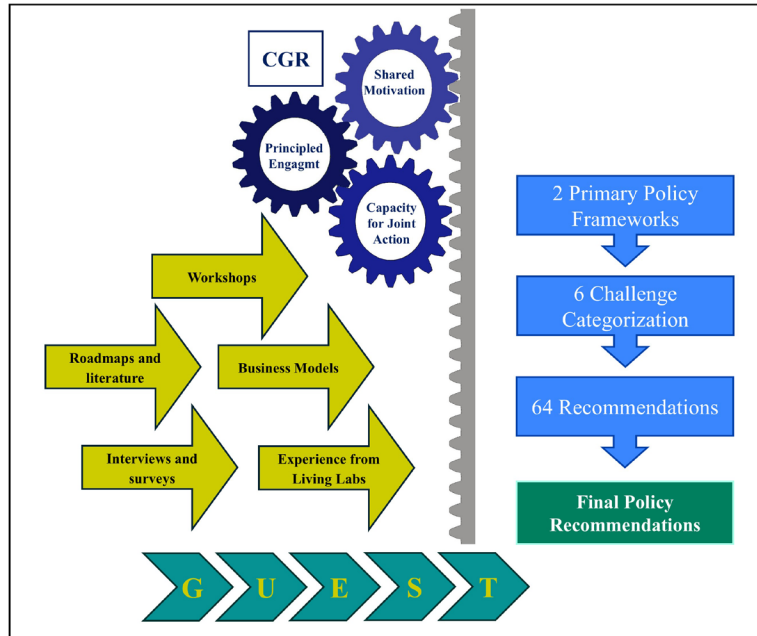 CGR
Shared
Motivation
Principled
Engagmt
Capacity
for Joint
Action
Workshops
Roadmaps and
literature
Business Models
Interviews and
surveys
Experience from
Living Labs
2 Primary Policy
Frameworks
6 Challenge
Categorization
64 Recommendations
Final Policy
Recommendations
G U E S T